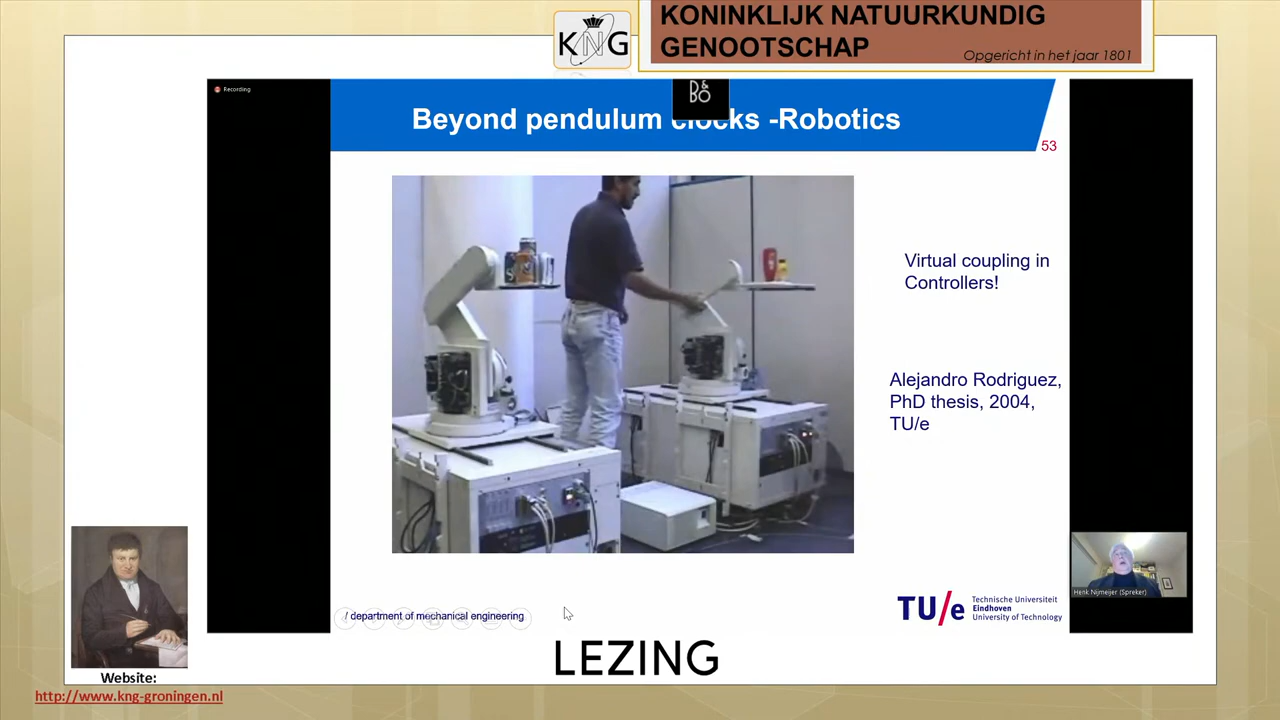 KONINKLIJK NATUURKUNDIG
GENOOTSCHAP
Opgericht in het jaar 1801
KNG
Recording
B&BO
Beyond pendulum clocks -Robotics
53
Virtual coupling in
Controllers!
Alejandro Rodriguez,
PhD thesis, 2004,
TU/e
/ department of mechanical engineering
TU/e
Technische Universiteit
Eindhoven
University of Technology
Henk Nijmeijer (Spreker)
LEZING
Website:
http://www.kng-groningen.nl